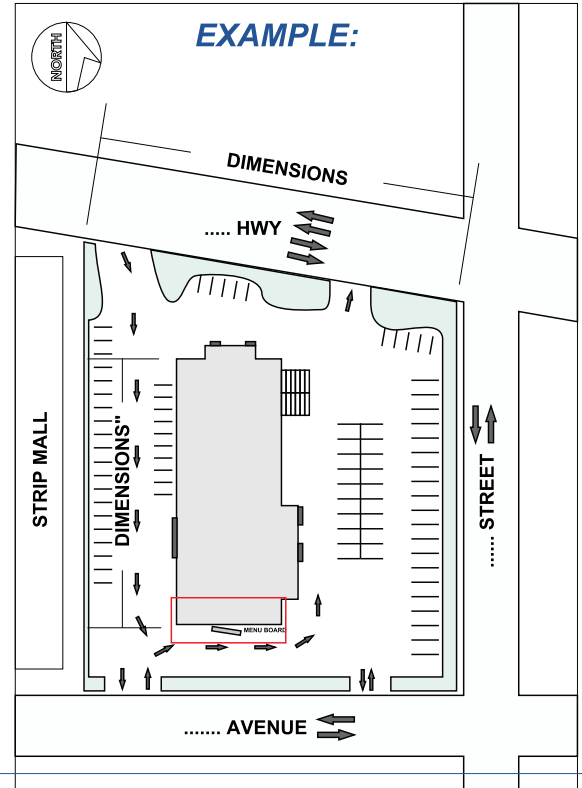 EXAMPLE:
NORTH
DIMENSIONS
..... HWY
STRIP MALL
DIMENSIONS"
...... STREET
MENU BOARD
....... AVENUE